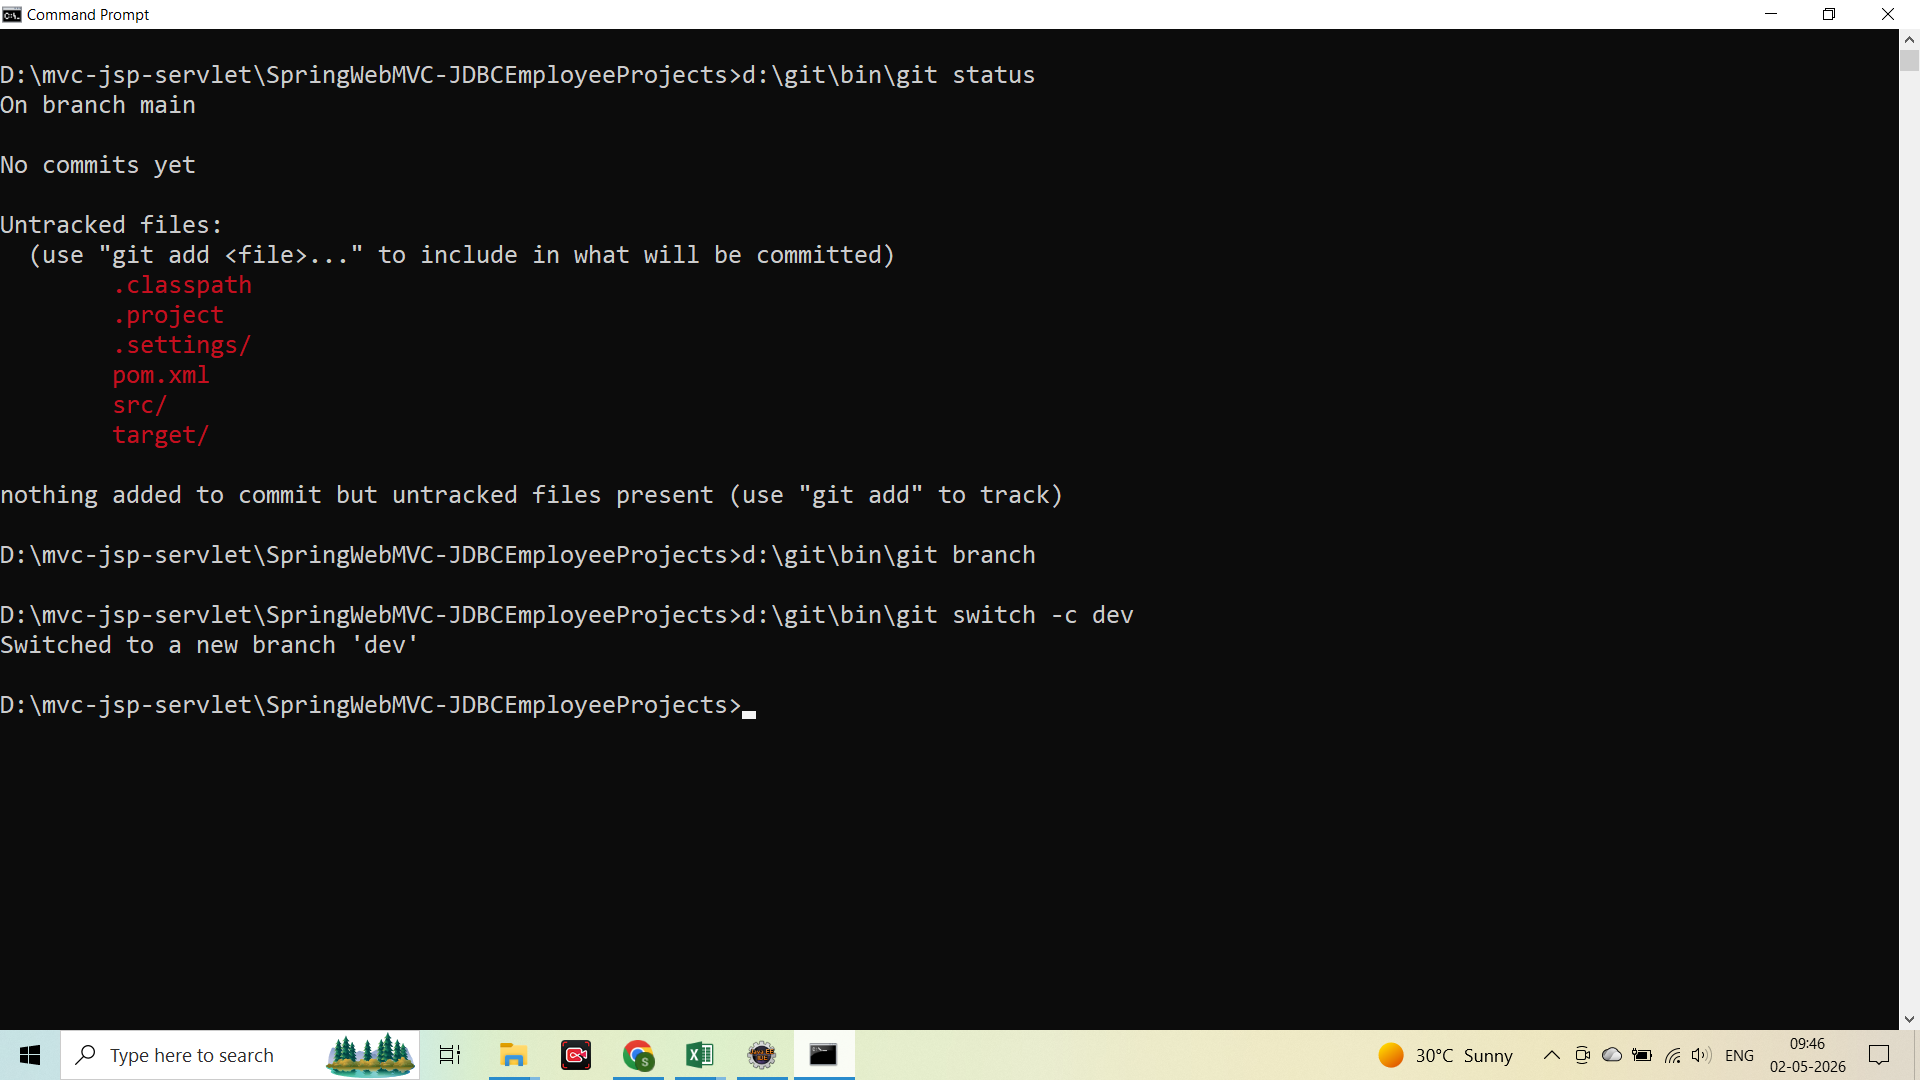 Command Prompt
D:\mvc-jsp-servlet\SpringWebMVC-JDBCEmployeeProjects>d:\git\bin\git status
On branch main
No commits yet
Untracked files:
  (use "git add <file>..." to include in what will be committed)
        .classpath
        .project
        .settings/
        pom.xml
        src/
        target/
nothing added to commit but untracked files present (use "git add" to track)
D:\mvc-jsp-servlet\SpringWebMVC-JDBCEmployeeProjects>d:\git\bin\git branch
D:\mvc-jsp-servlet\SpringWebMVC-JDBCEmployeeProjects>d:\git\bin\git switch -c dev
Switched to a new branch 'dev'
D:\mvc-jsp-servlet\SpringWebMVC-JDBCEmployeeProjects>
Type here to search
30°C Sunny
ENG
09:46
02-05-2026